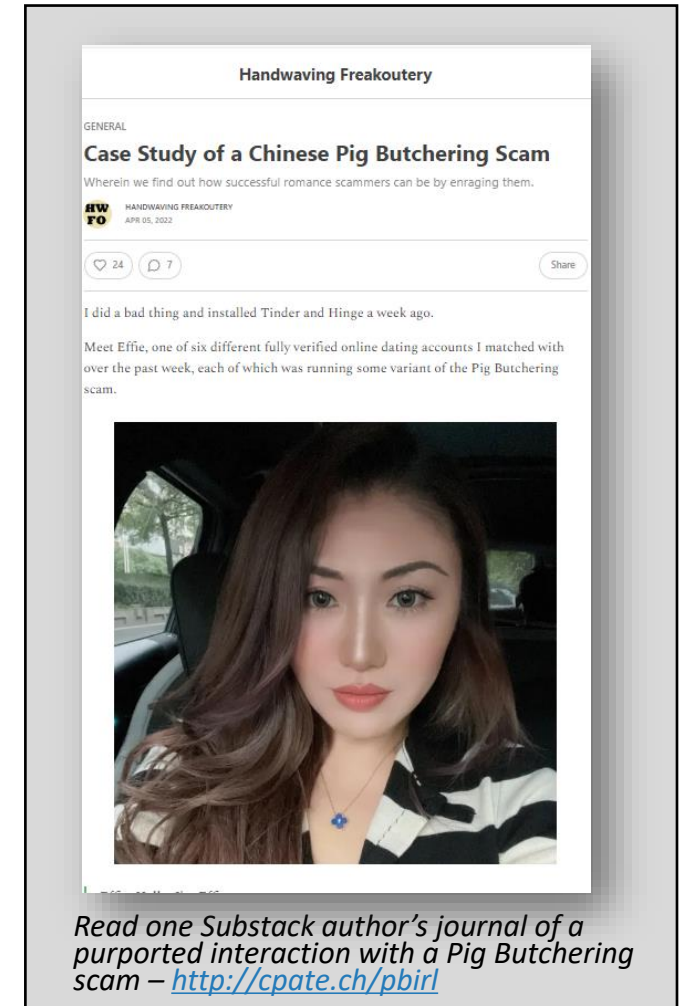 Handwaving Freakoutery
GENERAL
Case Study of a Chinese Pig Butchering Scam
Wherein we find out how successful romance scammers can be by enraging them.
HW
FO
HANDWAVING FREAKOUTERY
APR 05, 2022
24
7
Share
I did a bad thing and installed Tinder and Hinge a week ago.
Meet Effie, one of six different fully verified online dating accounts I matched with
over the past week, each of which was running some variant of the Pig Butchering
scam.
Read one Substack author's journal of a
purported interaction with a Pig Butchering
scam – http://cpate.ch/pbirl